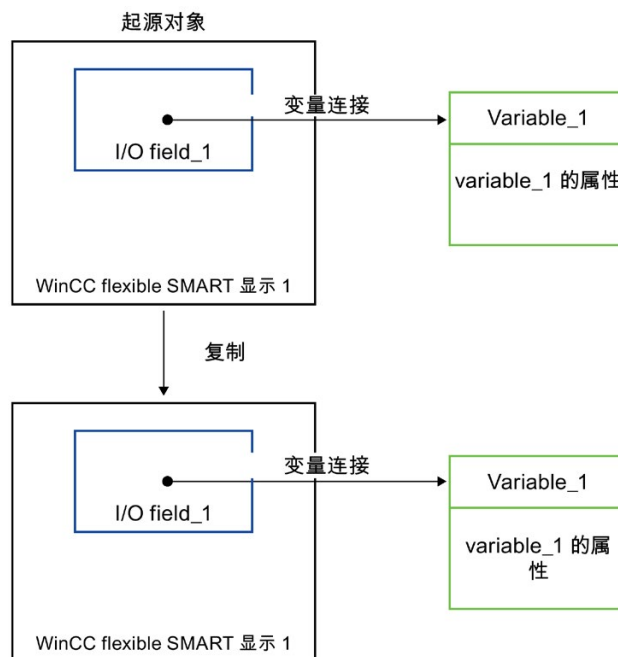 起源对象
变量连接
Variable_1
I/O field_1
variable_1 的属性
WinCC flexible SMART 显示 1
复制
变量连接
Variable_1
I/O field_1
variable_1 的属
性
WinCC flexible SMART 显示 1